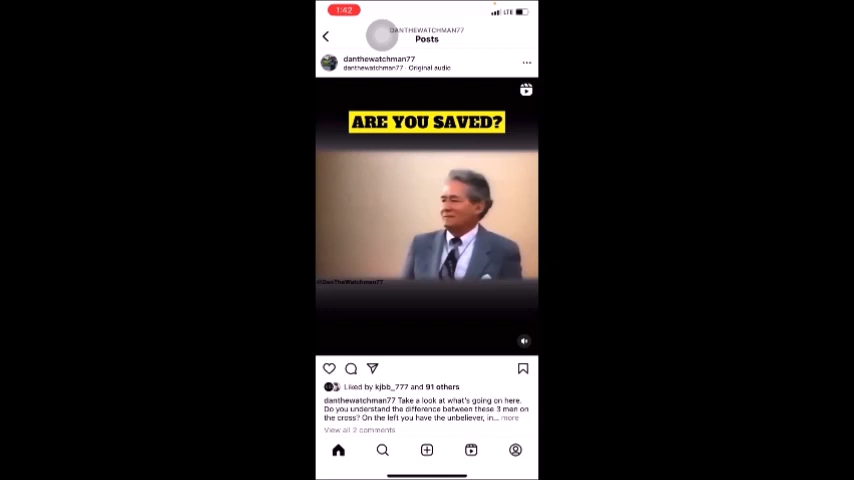 1:42
LTE
DANTHEWATCHMAN77
Posts
danthewatchman77
danthewatchman77 · Original audio
ARE YOU SAVED?
@DanTheWatchman77
Liked by kjbb_777 and 91 others
danthewatchman77 Take a look at what's going on here.
Do you understand the difference between these 3 men on
the cross? On the left you have the unbeliever, in... more
View all 2 comments